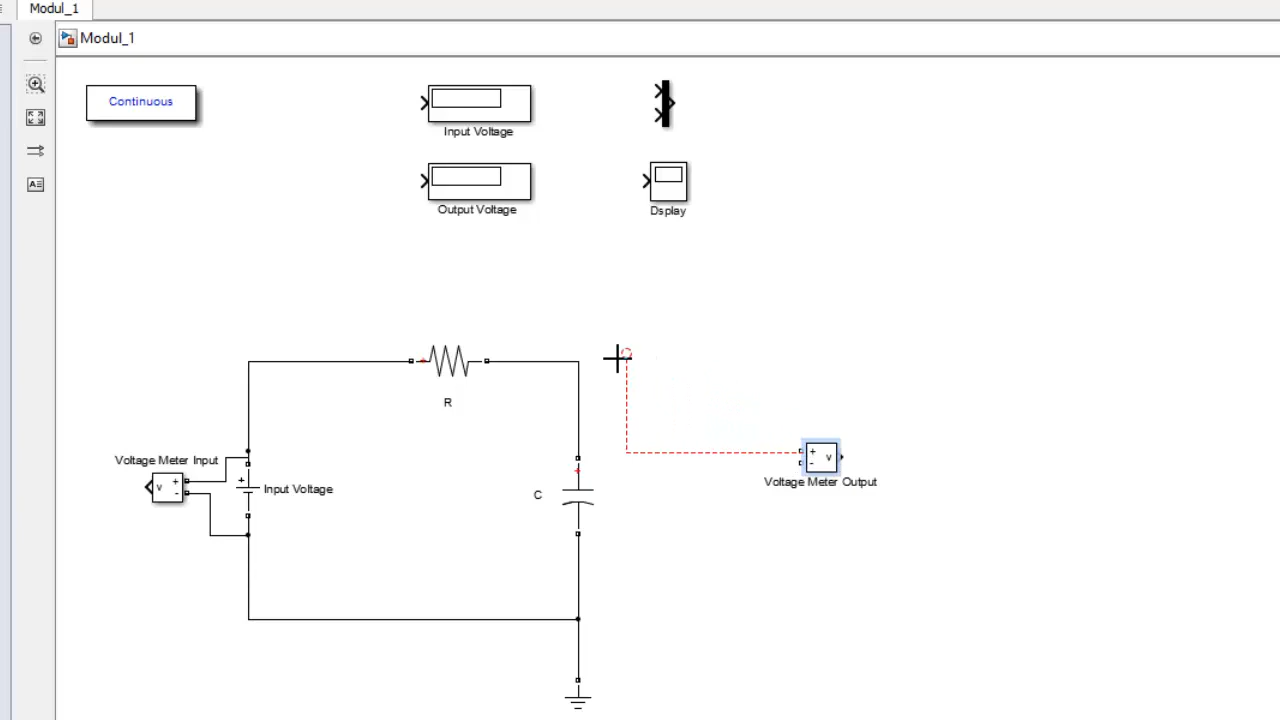 Modul_1
Modul_1
Continuous
Input Voltage
Output Voltage
Dsplay
R
Voltage Meter Input
v
+
-
+
Input Voltage
C
+
-
v
Voltage Meter Output